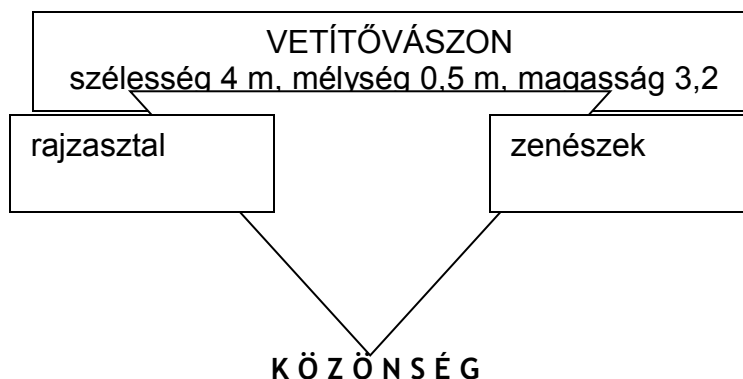 VETÍTŐVÁSZON
szélesség 4 m, mélység 0,5 m, magasság 3,2
rajzasztal
zenészek
K Ö Z Ö N S É G